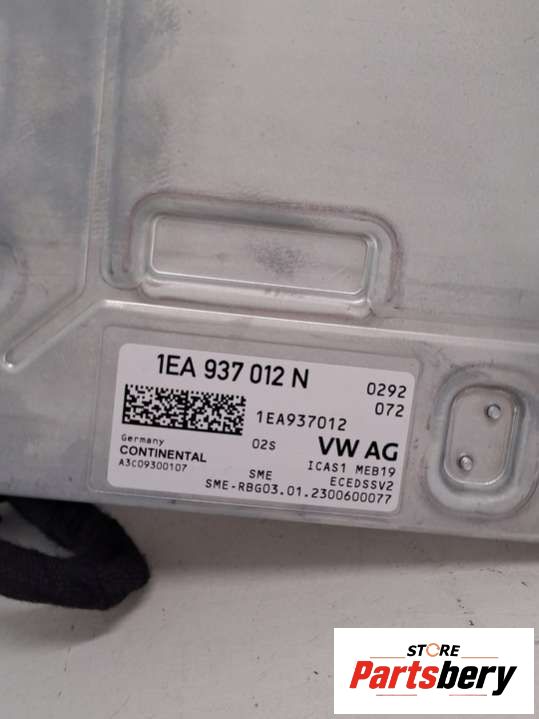 1EA 937 012 N
0292
072
1EA937012
02S
VW AG
Germany
CONTINENTAL
A3C09300107
ICAS1 MEB19
SME
ECEDSSV2
SME-RBG03.01.2300600077
STORE
Partsbery